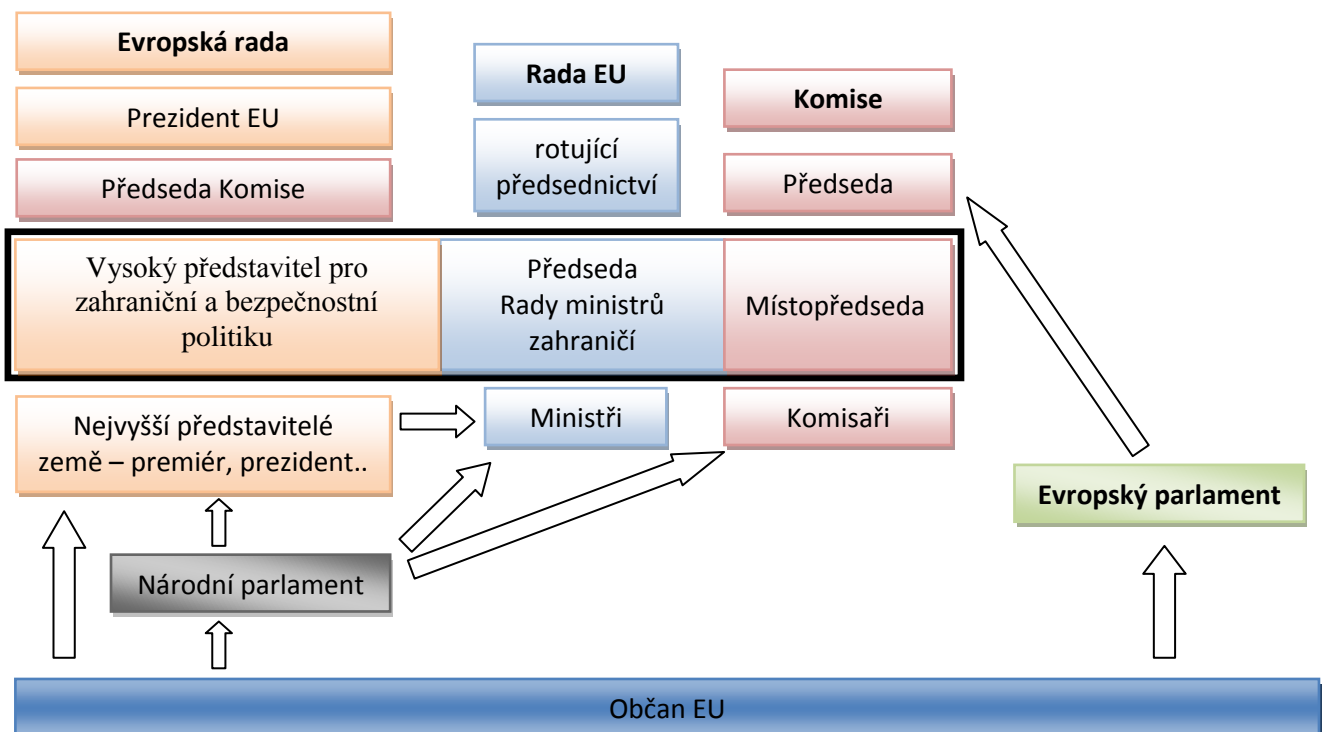 Evropská rada
Prezident EU
Předseda Komise
Rada EU
rotující
předsednictví
Komise
Předseda
Vysoký představitel pro
zahraniční a bezpečnostní
politiku
Předseda
Rady ministrů
zahraničí
Místopředseda
Nejvyšší představitelé
země – premiér, prezident..
Ministři
Komisaři
Evropský parlament
Národní parlament
Občan EU